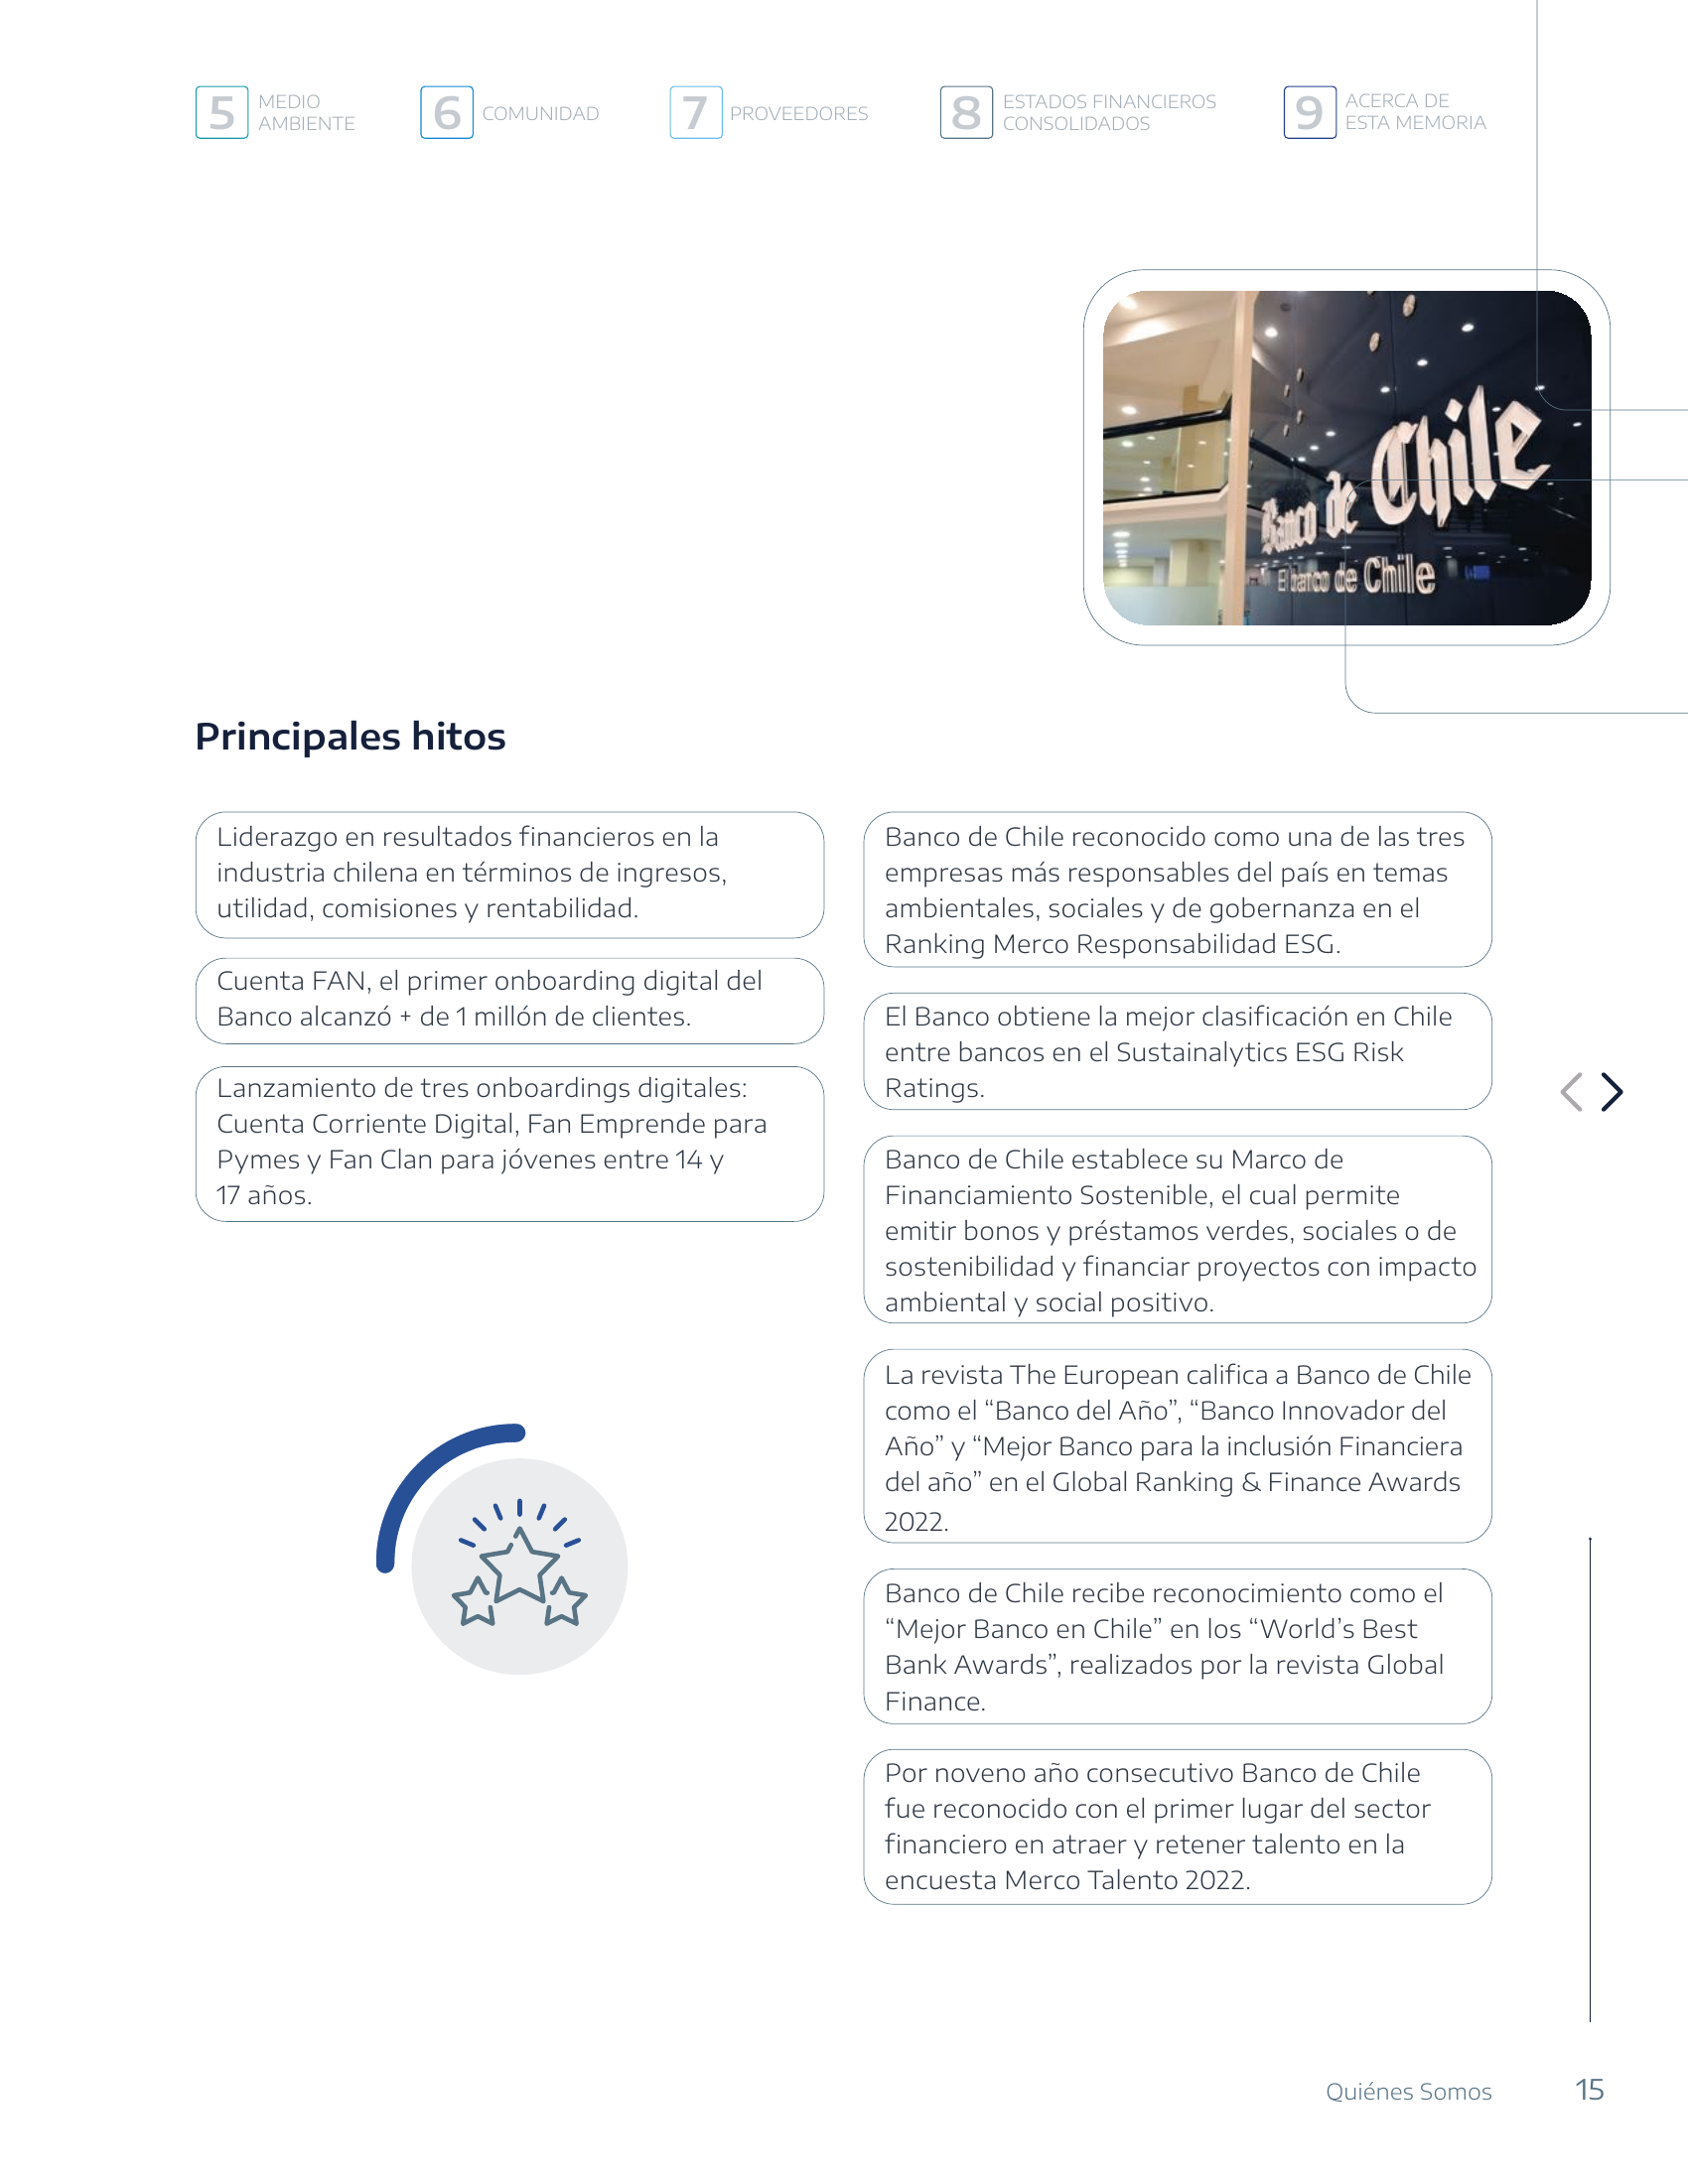 5
MEDIO
AMBIENTE
6
COMUNIDAD
7
PROVEEDORES
8
ESTADOS FINANCIEROS
CONSOLIDADOS
9
ACERCA DE
ESTA MEMORIA
Banco de Chile
El banco de Chile
Principales hitos
Liderazgo en resultados financieros en la
industria chilena en términos de ingresos,
utilidad, comisiones y rentabilidad.
Cuenta FAN, el primer onboarding digital del
Banco alcanzó + de 1 millón de clientes.
Lanzamiento de tres onboardings digitales:
Cuenta Corriente Digital, Fan Emprende para
Pymes y Fan Clan para jóvenes entre 14 y
17 años.
Banco de Chile reconocido como una de las tres
empresas más responsables del país en temas
ambientales, sociales y de gobernanza en el
Ranking Merco Responsabilidad ESG.
El Banco obtiene la mejor clasificación en Chile
entre bancos en el Sustainalytics ESG Risk
Ratings.
Banco de Chile establece su Marco de
Financiamiento Sostenible, el cual permite
emitir bonos y préstamos verdes, sociales o de
sostenibilidad y financiar proyectos con impacto
ambiental y social positivo.
La revista The European califica a Banco de Chile
como el “Banco del Año”, “Banco Innovador del
Año” y “Mejor Banco para la inclusión Financiera
del año” en el Global Ranking & Finance Awards
2022.
Banco de Chile recibe reconocimiento como el
“Mejor Banco en Chile” en los “World’s Best
Bank Awards”, realizados por la revista Global
Finance.
Por noveno año consecutivo Banco de Chile
fue reconocido con el primer lugar del sector
financiero en atraer y retener talento en la
encuesta Merco Talento 2022.
Quiénes Somos
15